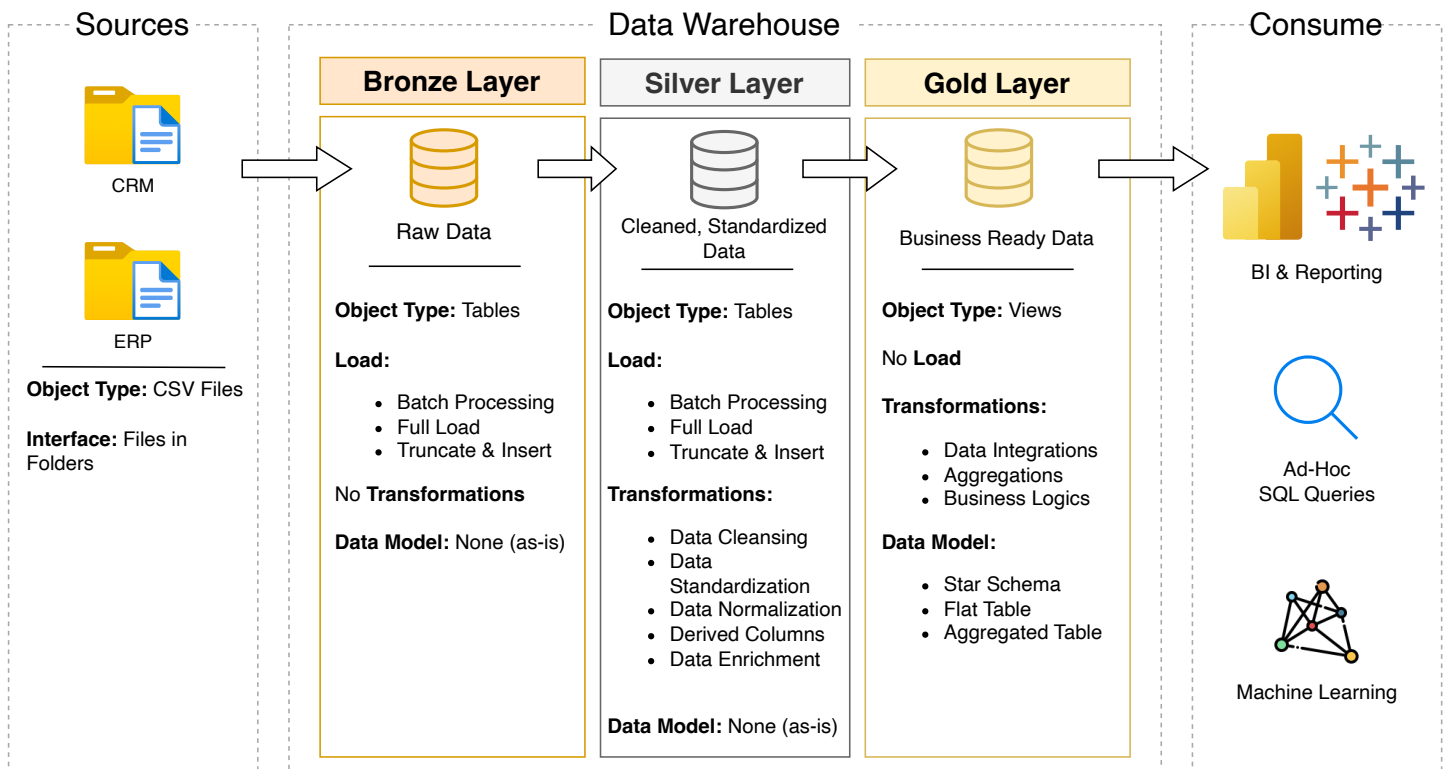 Sources
CRM
ERP
Object Type: CSV Files
Interface: Files in
Folders
Data Warehouse
Bronze Layer
Raw Data
Object Type: Tables
Load:
• Batch Processing
• Full Load
• Truncate & Insert
No Transformations
Data Model: None (as-is)
Silver Layer
Cleaned, Standardized
Data
Object Type: Tables
Load:
• Batch Processing
• Full Load
• Truncate & Insert
Transformations:
• Data Cleansing
• Data
Standardization
• Data Normalization
• Derived Columns
• Data Enrichment
Data Model: None (as-is)
Gold Layer
Business Ready Data
Object Type: Views
No Load
Transformations:
• Data Integrations
• Aggregations
• Business Logics
Data Model:
• Star Schema
• Flat Table
• Aggregated Table
Consume
BI & Reporting
Ad-Hoc
SQL Queries
Machine Learning